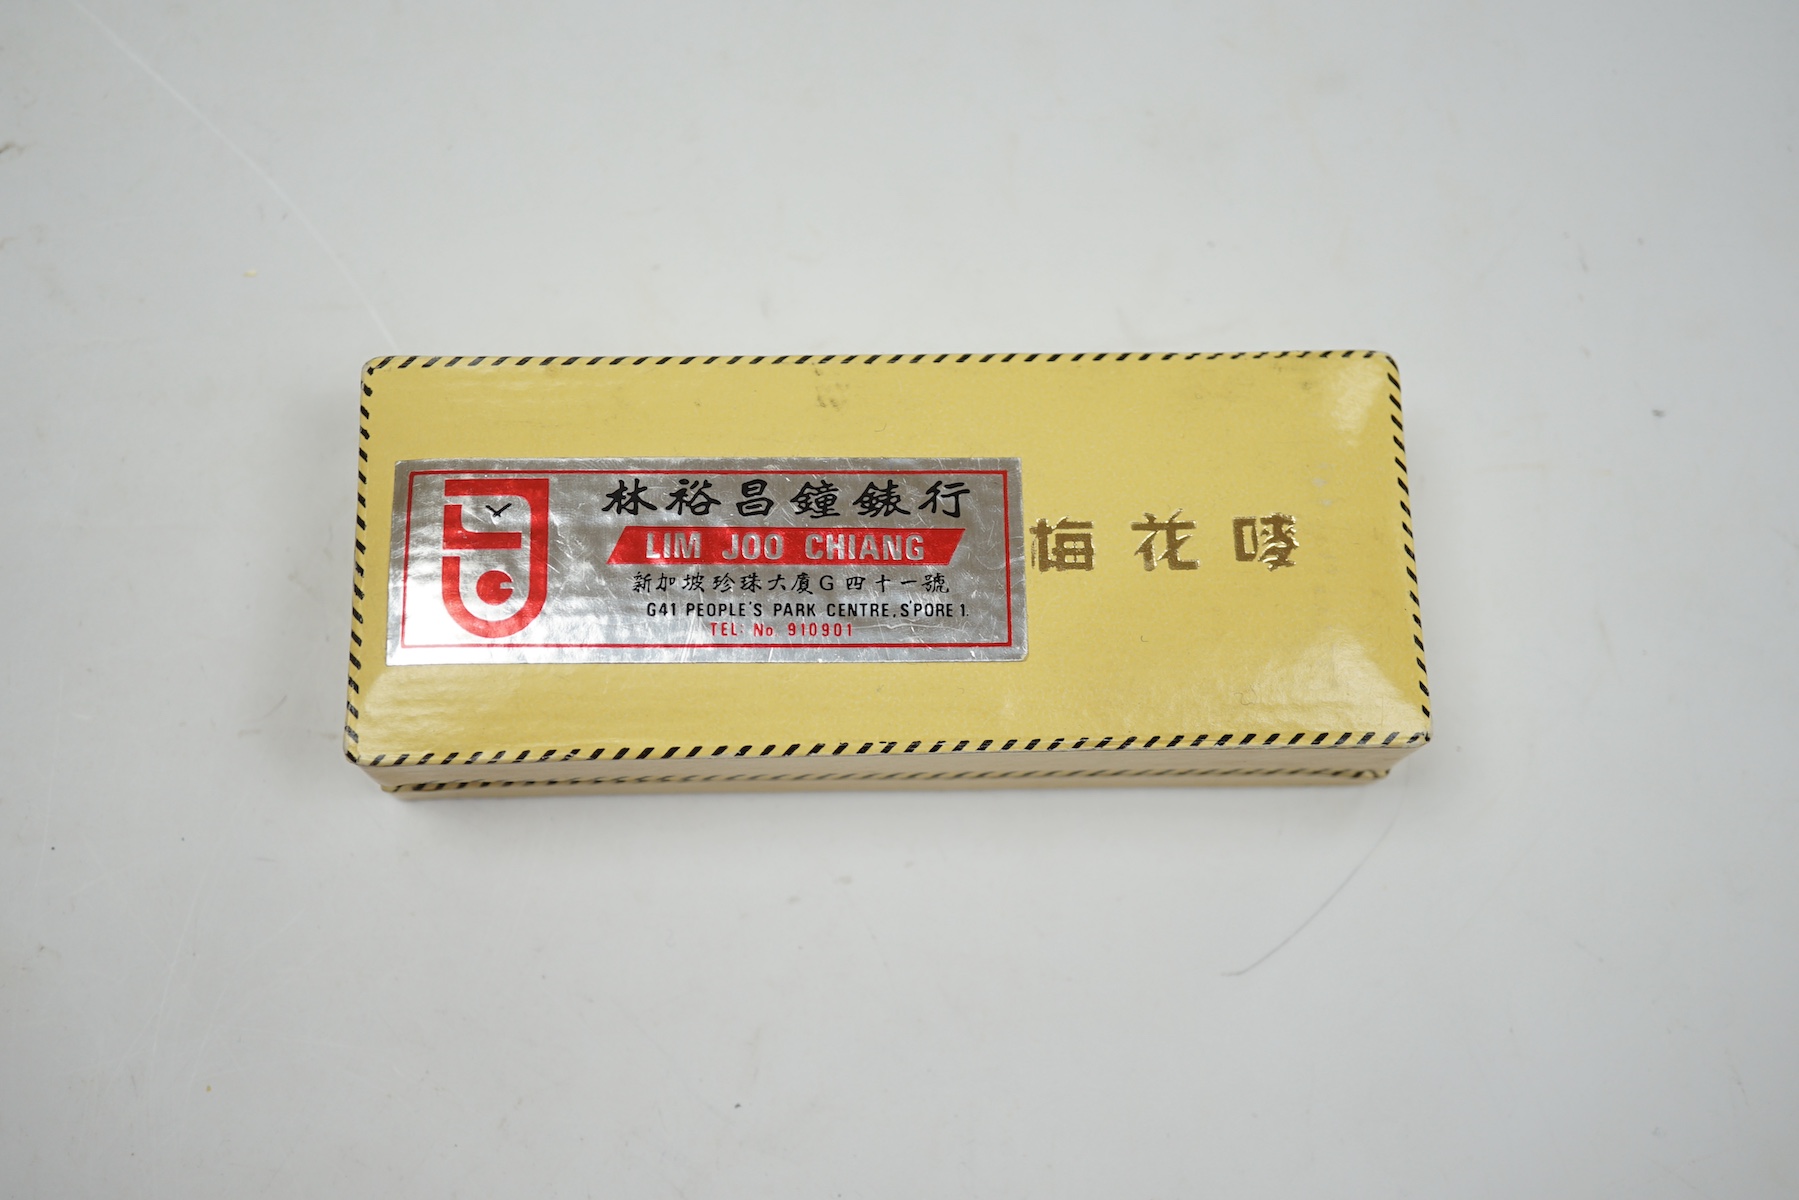 林裕昌鐘錶行
LIM JOO CHIANG
新加坡珍珠大廈G四十一號
G41 PEOPLE'S PARK CENTRE, S'PORE 1.
TEL: No 910901
梅花嘜